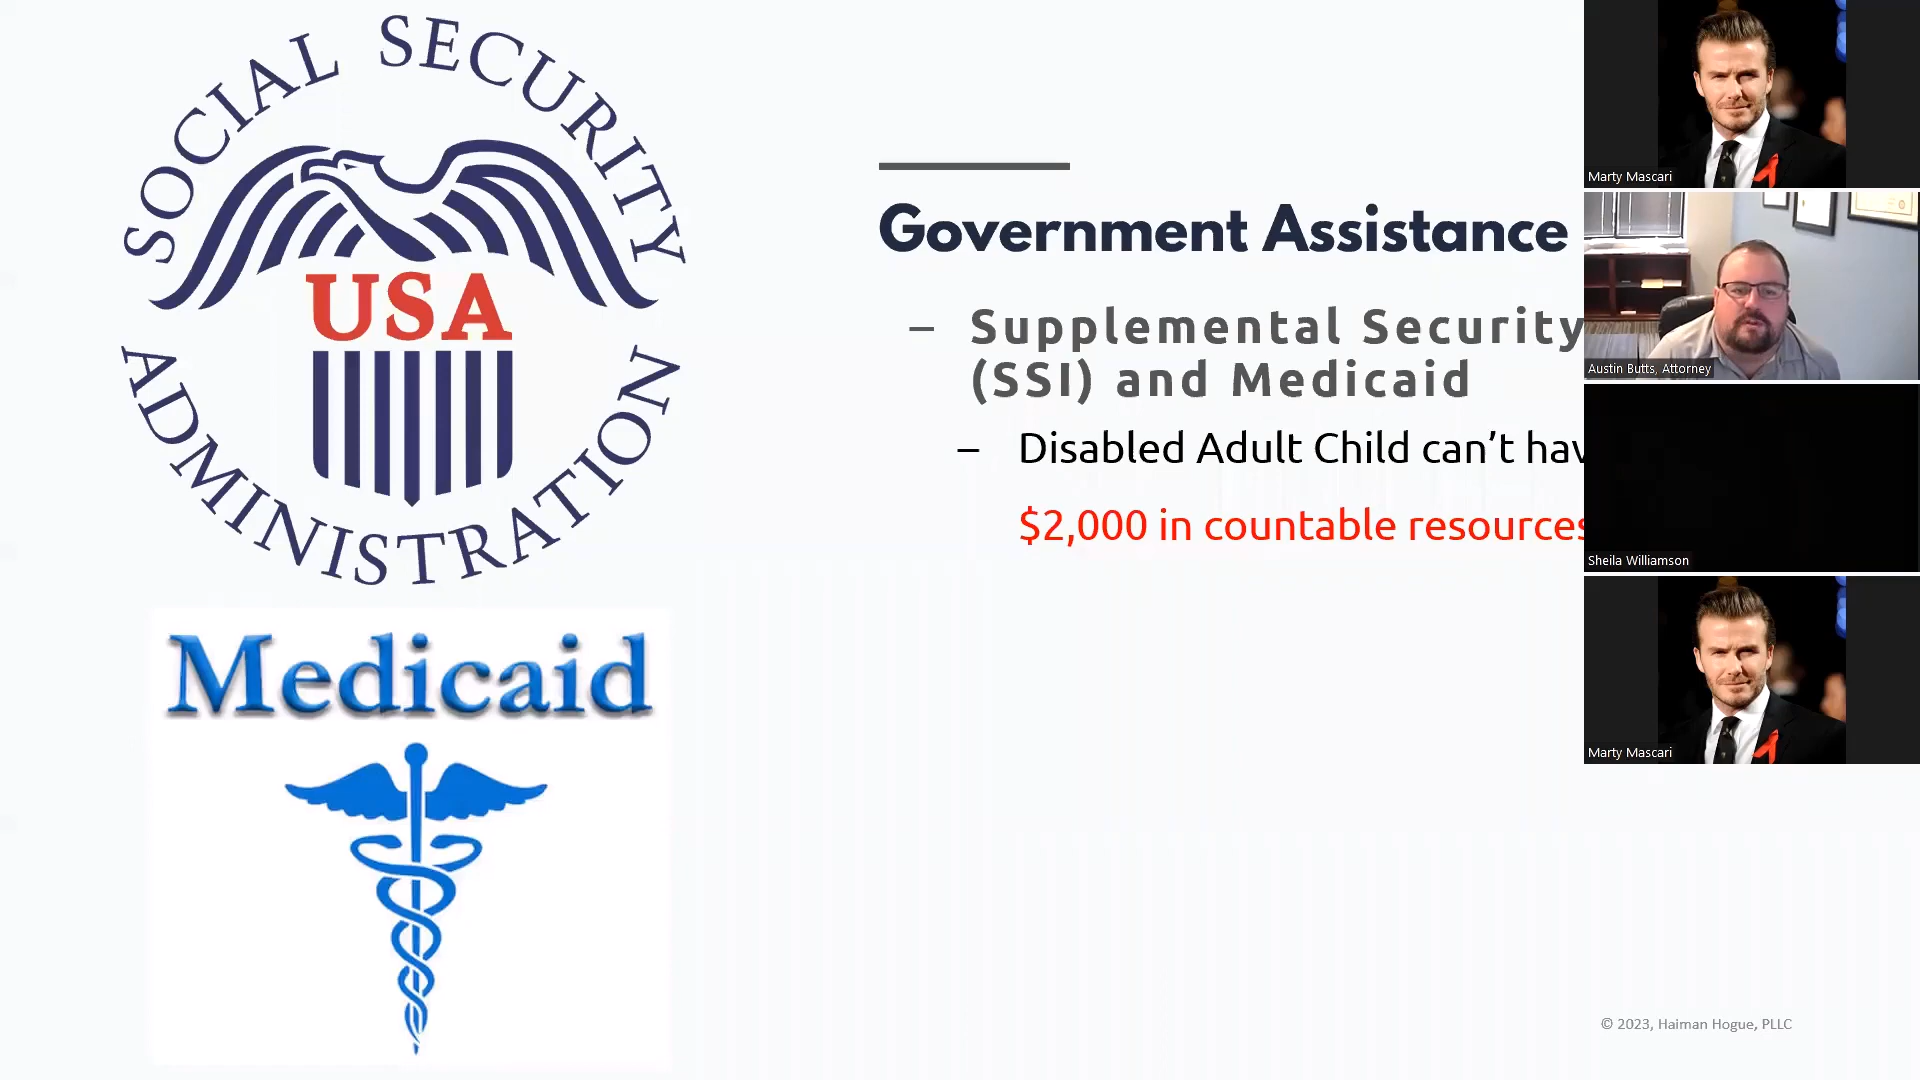 SOCIAL SECURITY
USA
ADMINISTRATION
Medicaid
Government Assistance
– Supplemental Security
(SSI) and Medicaid
– Disabled Adult Child can’t hav
$2,000 in countable resources
Marty Mascari
Austin Butts, Attorney
Sheila Williamson
Marty Mascari
© 2023, Haiman Hogue, PLLC